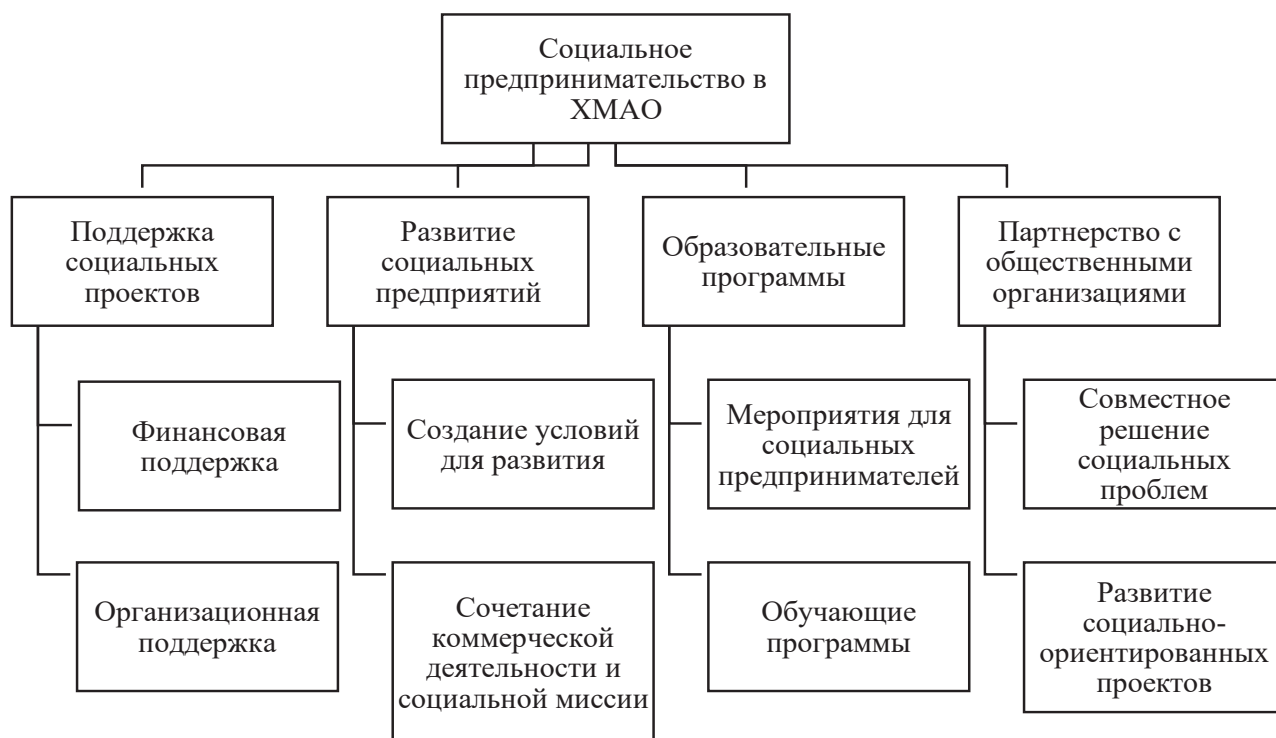 Социальное
предпринимательство в
ХМАО
Поддержка
социальных
проектов
Развитие
социальных
предприятий
Образовательные
программы
Партнерство с
общественными
организациями
Финансовая
поддержка
Создание условий
для развития
Мероприятия для
социальных
предпринимателей
Совместное
решение
социальных
проблем
Организационная
поддержка
Сочетание
коммерческой
деятельности и
социальной миссии
Обучающие
программы
Развитие
социально-
ориентированных
проектов